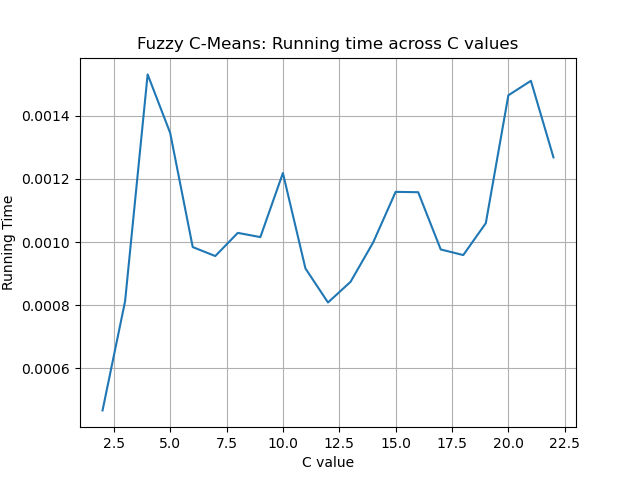 Fuzzy C-Means: Running time across C values
0.0014
0.0012
0.0010
0.0008
0.0006
Running Time
2.5 5.0 7.5 10.0 12.5 15.0 17.5 20.0 22.5
C value